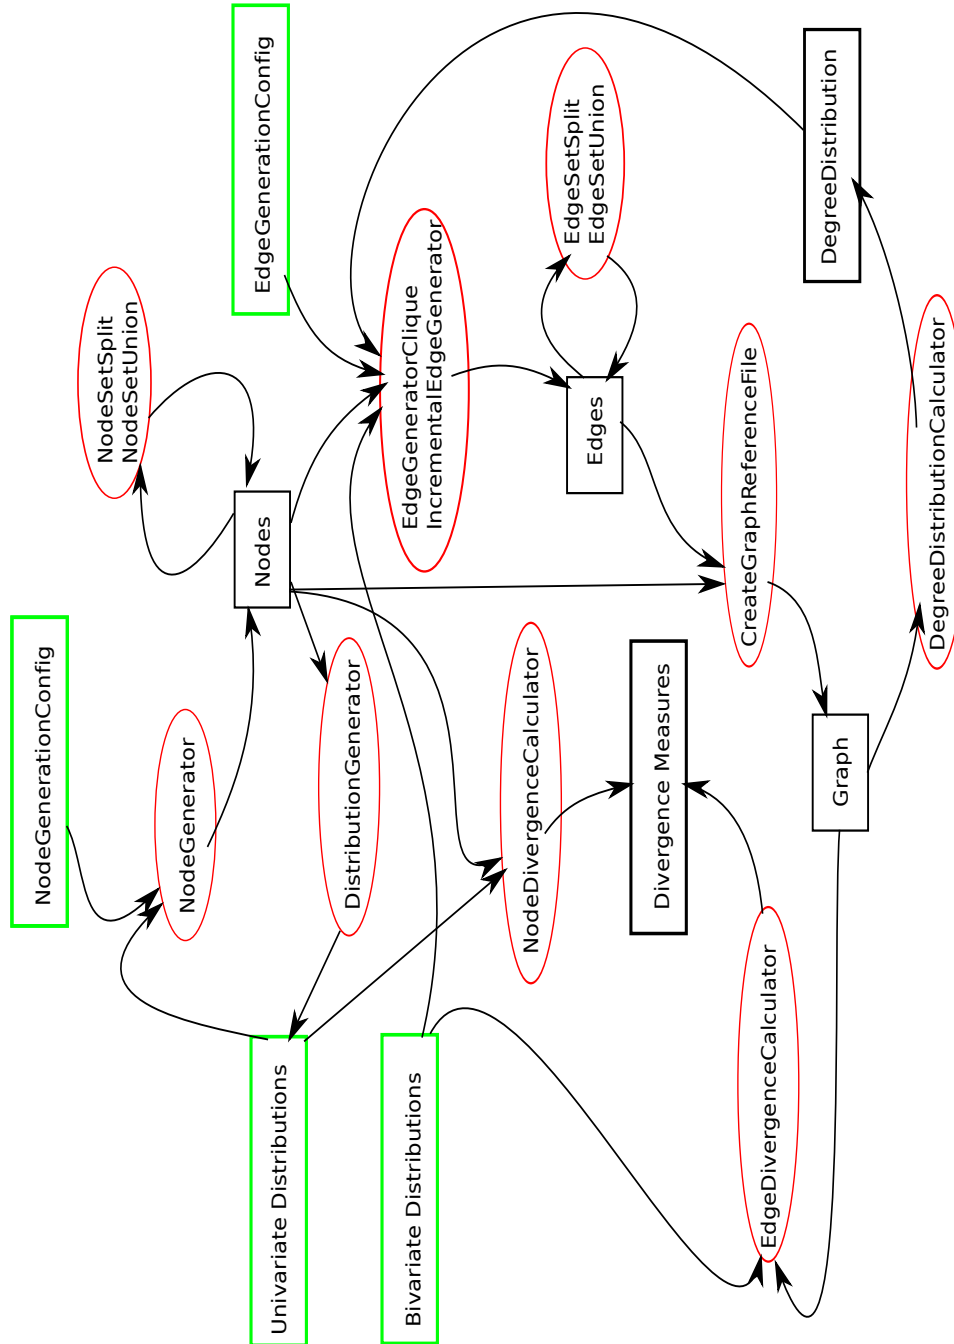 NodeGenerationConfig
NodeGenerator
NodeSetSplit
NodeSetUnion
EdgeGenerationConfig
Nodes
Univariate Distributions
DistributionGenerator
Bivariate Distributions
EdgeGeneratorClique
IncrementalEdgeGenerator
NodeDivergenceCalculator
EdgeSetSplit
EdgeSetUnion
Edges
Divergence Measures
CreateGraphReferenceFile
EdgeDivergenceCalculator
Graph
DegreeDistribution
DegreeDistributionCalculator